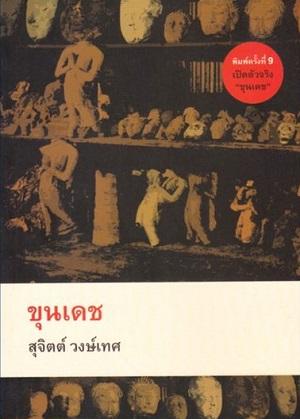 พิมพ์ครั้งที่ 9
เปิดตัวจริง
"ขุนเดช"
ขุนเดช
สุจิตต์ วงษ์เทศ